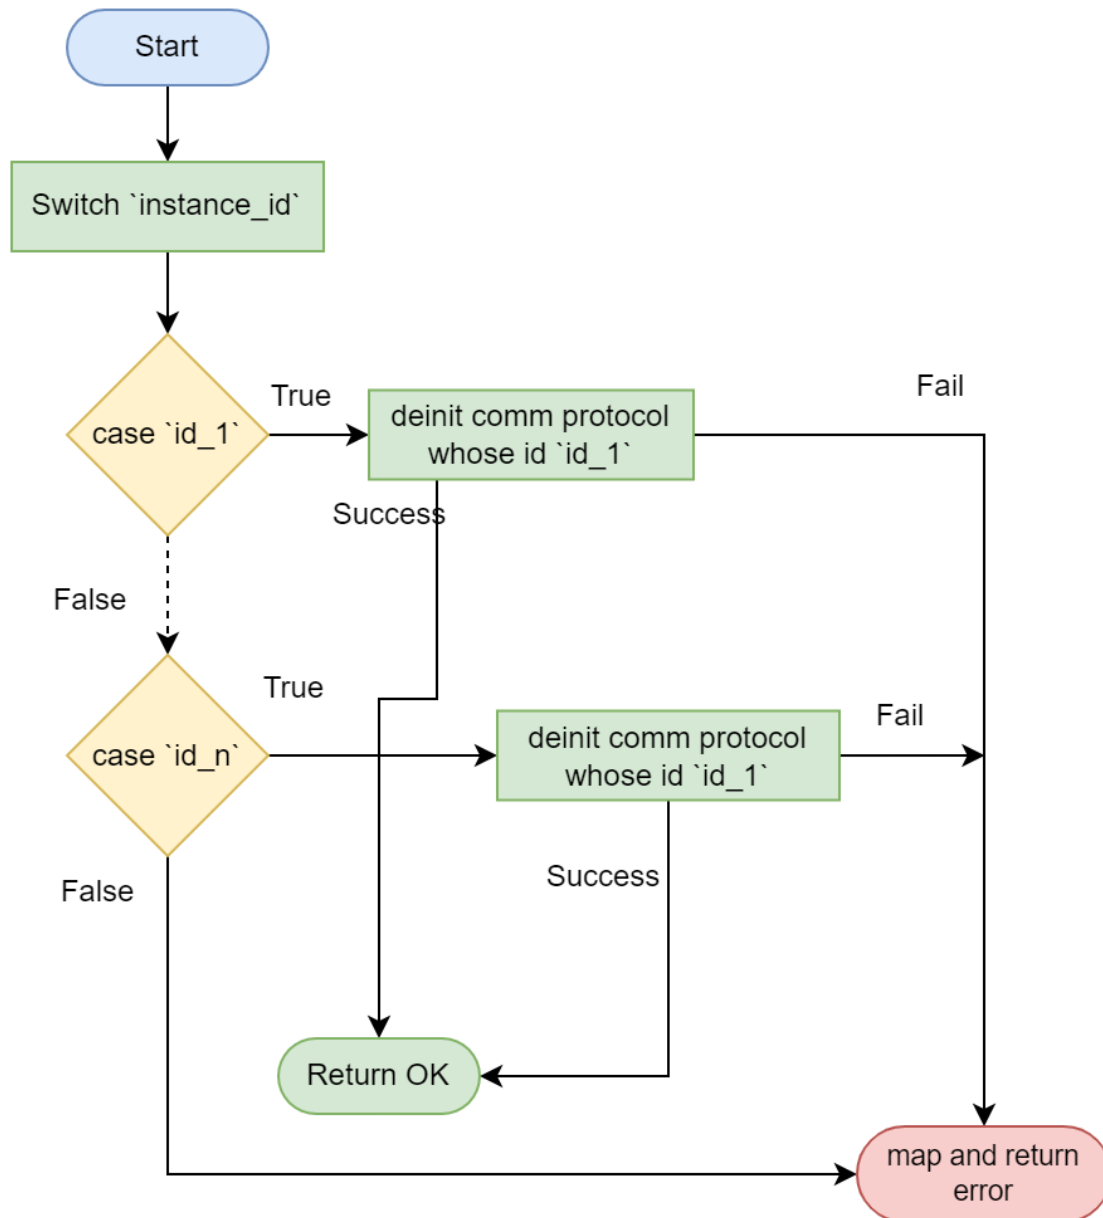 Start
Switch `instance_id`
case `id_1`
True
deinit comm protocol
whose id `id_1`
Fail
Success
False
case `id_n`
True
deinit comm protocol
whose id `id_1`
Fail
Success
False
Return OK
map and return
error